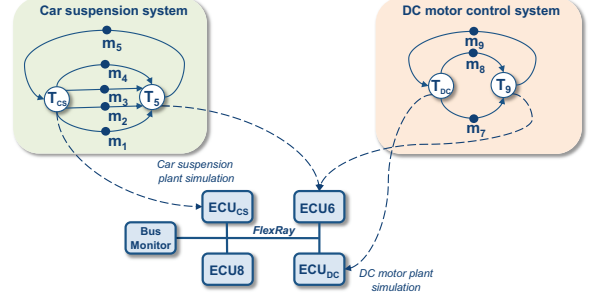 Car suspension system
DC motor control system
m5
m9
m4
m8
m3
TCS
T5
TDC
T9
m2
m1
m7
Car suspension
plant simulation
ECUCS
ECU6
FlexRay
Bus
Monitor
ECU8
ECUDC
DC motor plant
simulation